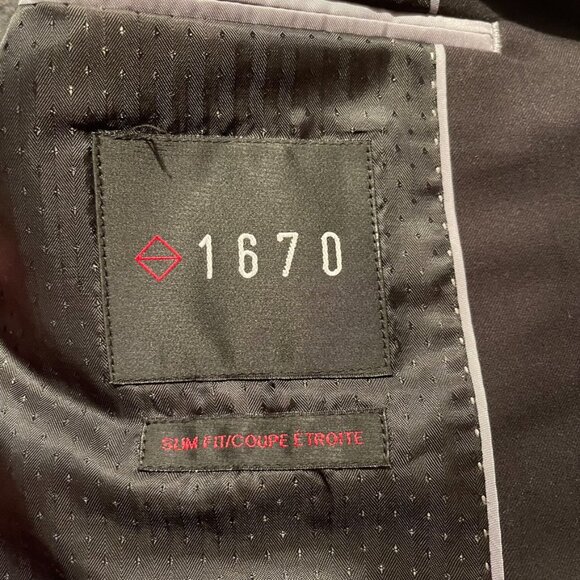 1670
SLIM FIT/COUPE ÉTROITE